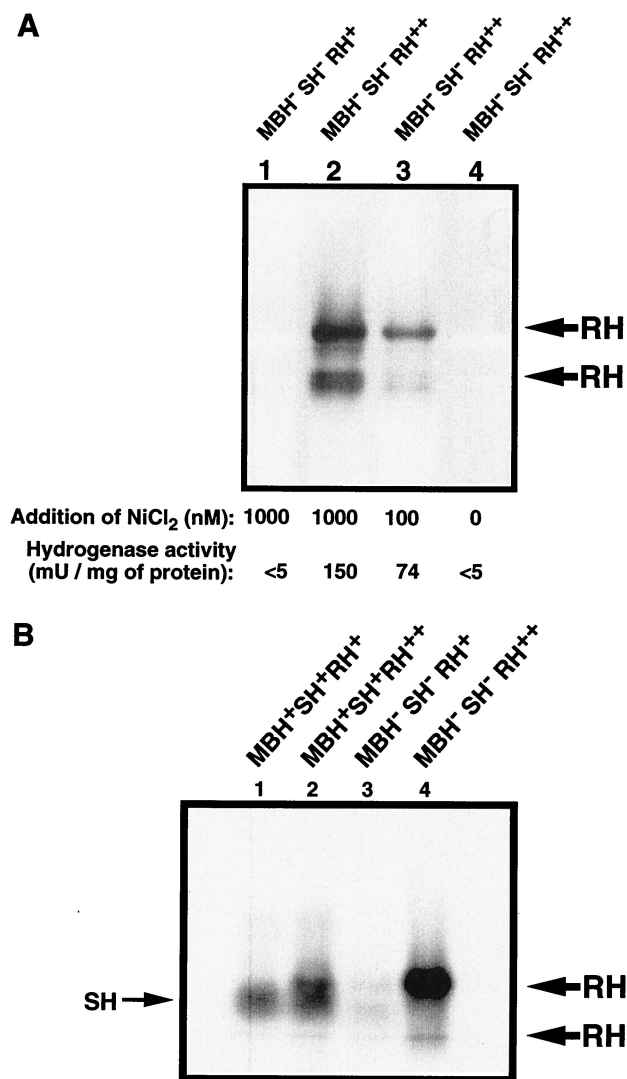 A
MBH- SH- RH+
MBH- SH- RH++
MBH- SH- RH++
MBH- SH- RH++
1 2 3 4
RH
RH
Addition of NiCl2 (nM): 1000 1000 100 0
Hydrogenase activity
(mU / mg of protein): <5 150 74 <5
B
MBH+SH+RH+
MBH+SH+RH++
MBH- SH- RH+
MBH- SH- RH++
1 2 3 4
SH
RH
RH